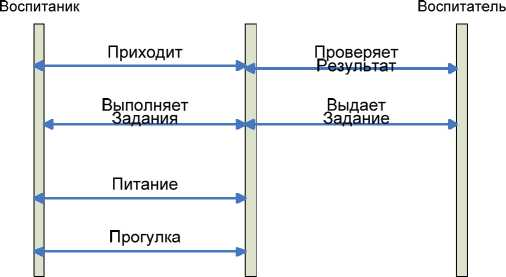 Воспитаник
Воспитатель
Приходит
Проверяет
Результат
Выполняет
Задания
Выдает
Задание
Питание
Прогулка